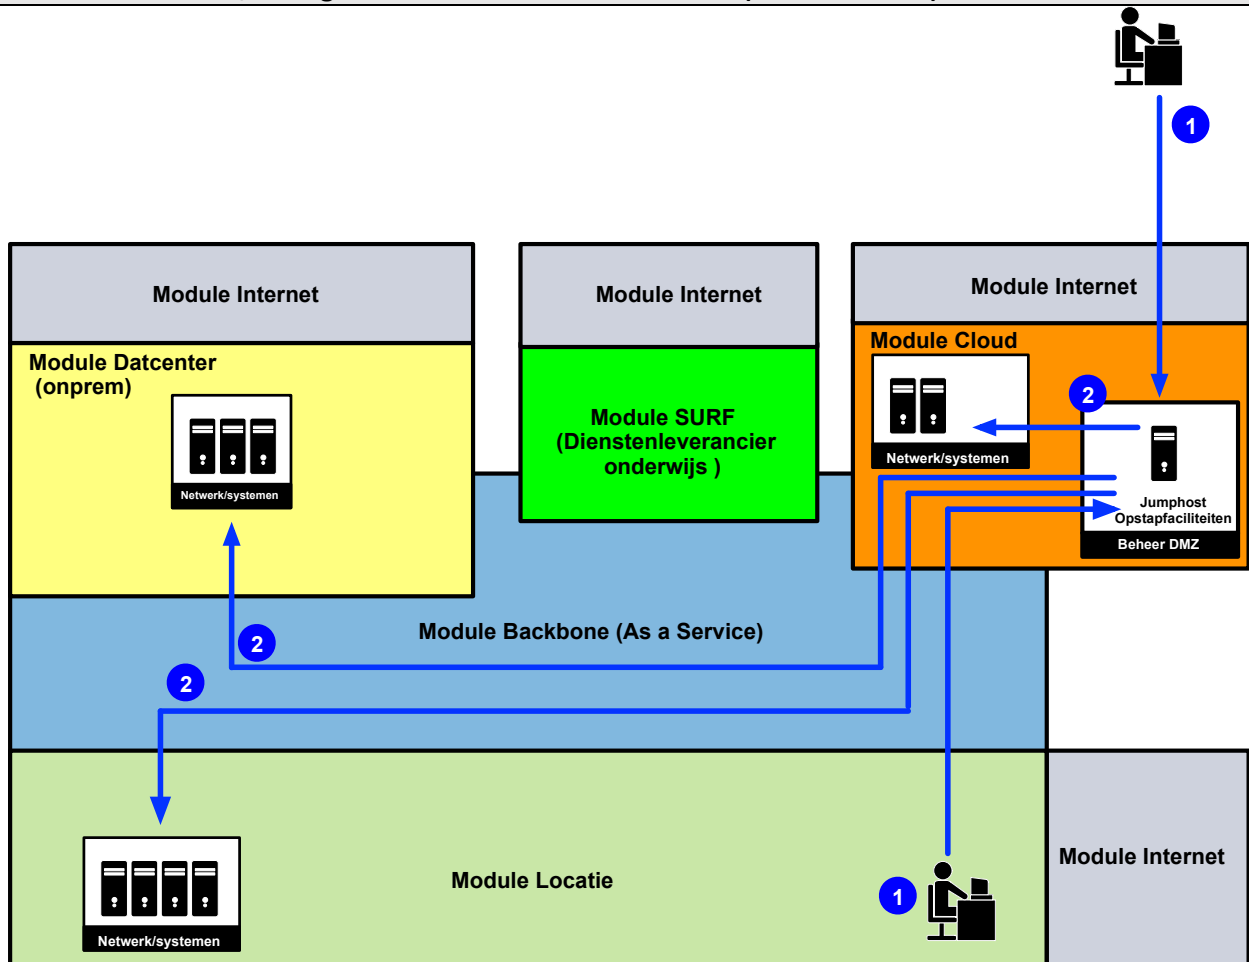 1
Module Internet
Module Internet
Module Internet
Module Datcenter
(onprem)
Netwerk/systemen
Module SURF
(Dienstenleverancier
onderwijs )
Module Cloud
Netwerk/systemen
2
Jumphost
Opstapfaciliteiten
Beheer DMZ
Module Backbone (As a Service)
2
2
Module Locatie
Netwerk/systemen
1
Module Internet